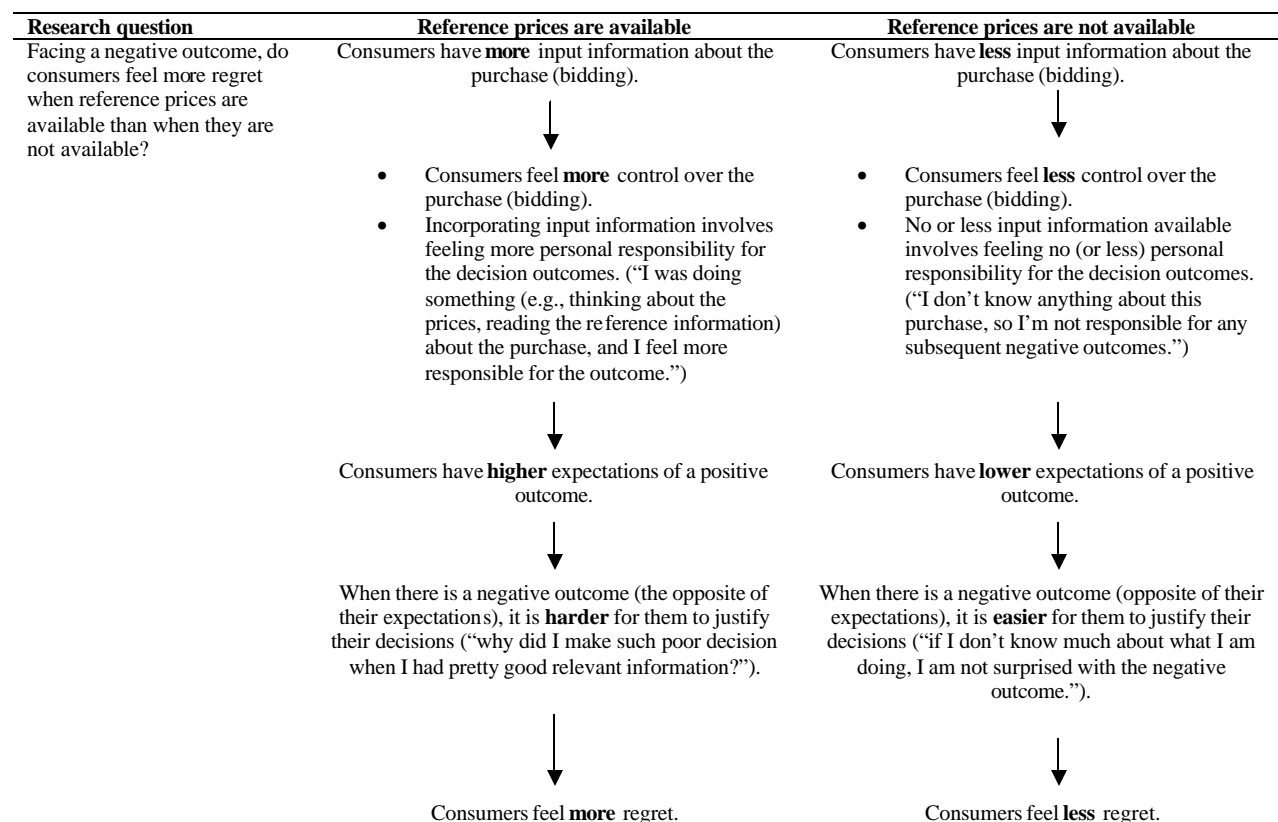 Research question
Reference prices are available
Reference prices are not available
Facing a negative outcome, do
consumers feel more regret
when reference prices are
available than when they are
not available?
Consumers have more input information about the
purchase (bidding).
• Consumers feel more control over the
purchase (bidding).
• Incorporating input information involves
feeling more personal responsibility for
the decision outcomes. (“I was doing
something (e.g., thinking about the
prices, reading the reference information)
about the purchase, and I feel more
responsible for the outcome.”)
Consumers have higher expectations of a positive
outcome.
When there is a negative outcome (the opposite of
their expectations), it is harder for them to justify
their decisions (“why did I make such poor decision
when I had pretty good relevant information?”).
Consumers feel more regret.
Consumers have less input information about the
purchase (bidding).
• Consumers feel less control over the
purchase (bidding).
• No or less input information available
involves feeling no (or less) personal
responsibility for the decision outcomes.
(“I don’t know anything about this
purchase, so I’m not responsible for any
subsequent negative outcomes.”)
Consumers have lower expectations of a positive
outcome.
When there is a negative outcome (opposite of their
expectations), it is easier for them to justify their
decisions (“if I don’t know much about what I am
doing, I am not surprised with the negative
outcome.”).
Consumers feel less regret.